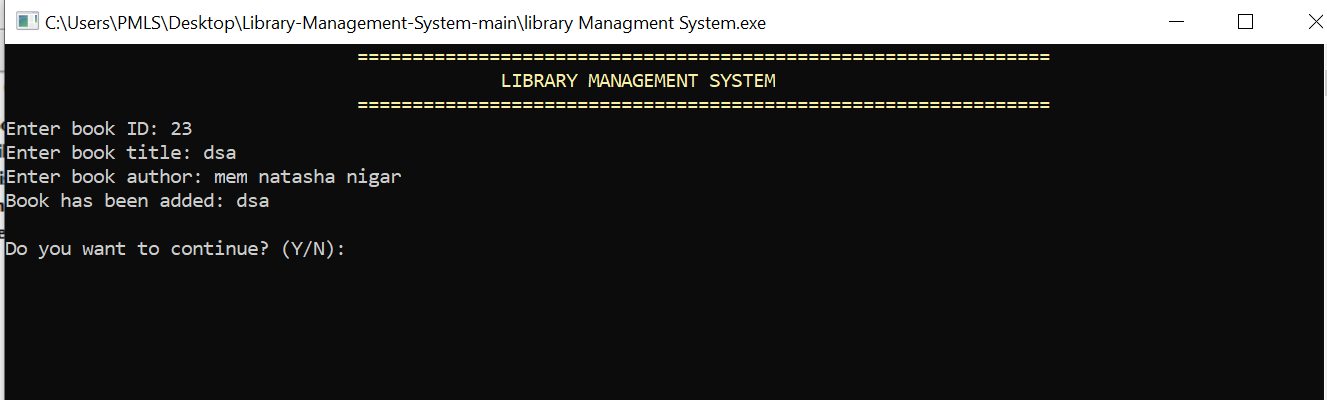 C:\Users\PMLS\Desktop\Library-Management-System-main\library Managment System.exe
===============================================================
LIBRARY MANAGEMENT SYSTEM
===============================================================
Enter book ID: 23
Enter book title: dsa
Enter book author: mem natasha nigar
Book has been added: dsa
Do you want to continue? (Y/N):